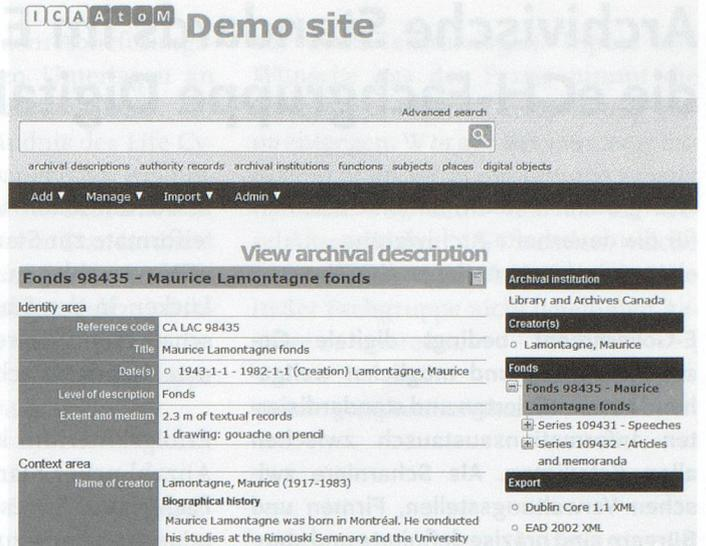 ICA AtoM Demo site
Advanced search
archival descriptions authority records archival institutions functions subjects places digital objects
Add ▼ Manage ▼ Import ▼ Admin ▼
View archival description
Fonds 98435 - Maurice Lamontagne fonds
Identity area
Reference code CA LAC 98435
Title Maurice Lamontagne fonds
Date(s) 1943-1-1 - 1982-1-1 (Creation) Lamontagne, Maurice
Level of description Fonds
Extent and medium 2.3 m of textual records
1 drawing: gouache on pencil
Context area
Name of creator Lamontagne, Maurice (1917-1983)
Biographical history
Maurice Lamontagne was born in Montréal. He conducted
his studies at the Rimouski Seminary and the University
Archival institution
Library and Archives Canada
Creator(s)
Lamontagne, Maurice
Fonds
Fonds 98435 - Maurice
Lamontagne fonds
Series 109431 - Speeches
Series 109432 - Articles
and memoranda
Export
Dublin Core 1.1 XML
EAD 2002 XML